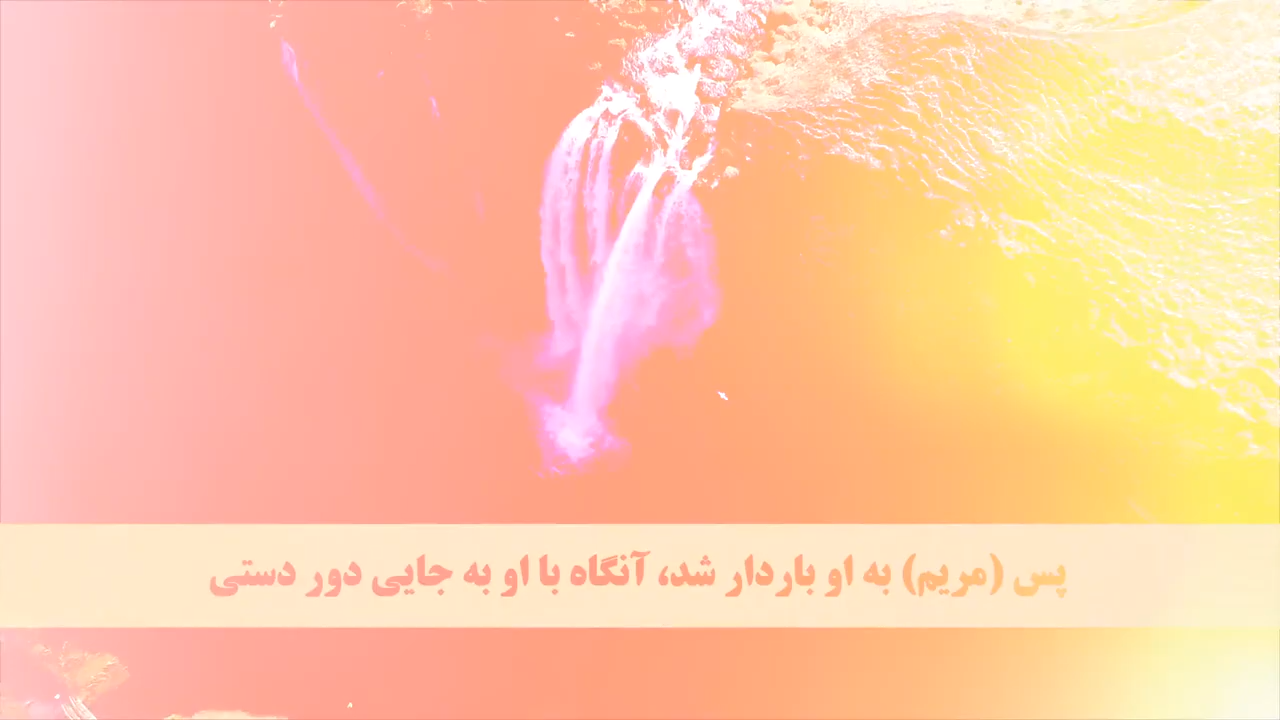 پس (مریم) به او باردار شد، آنگاه با او به جایی دور دستی